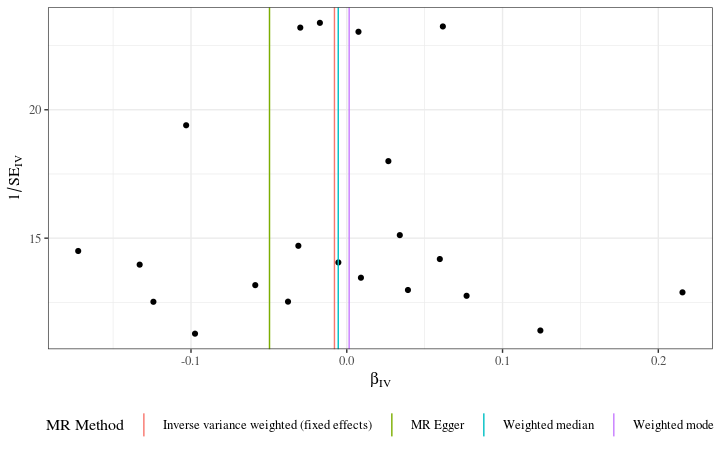 20
15
1/SE_IV
-0.1 0.0 0.1 0.2
β_IV
MR Method Inverse variance weighted (fixed effects) MR Egger Weighted median Weighted mode